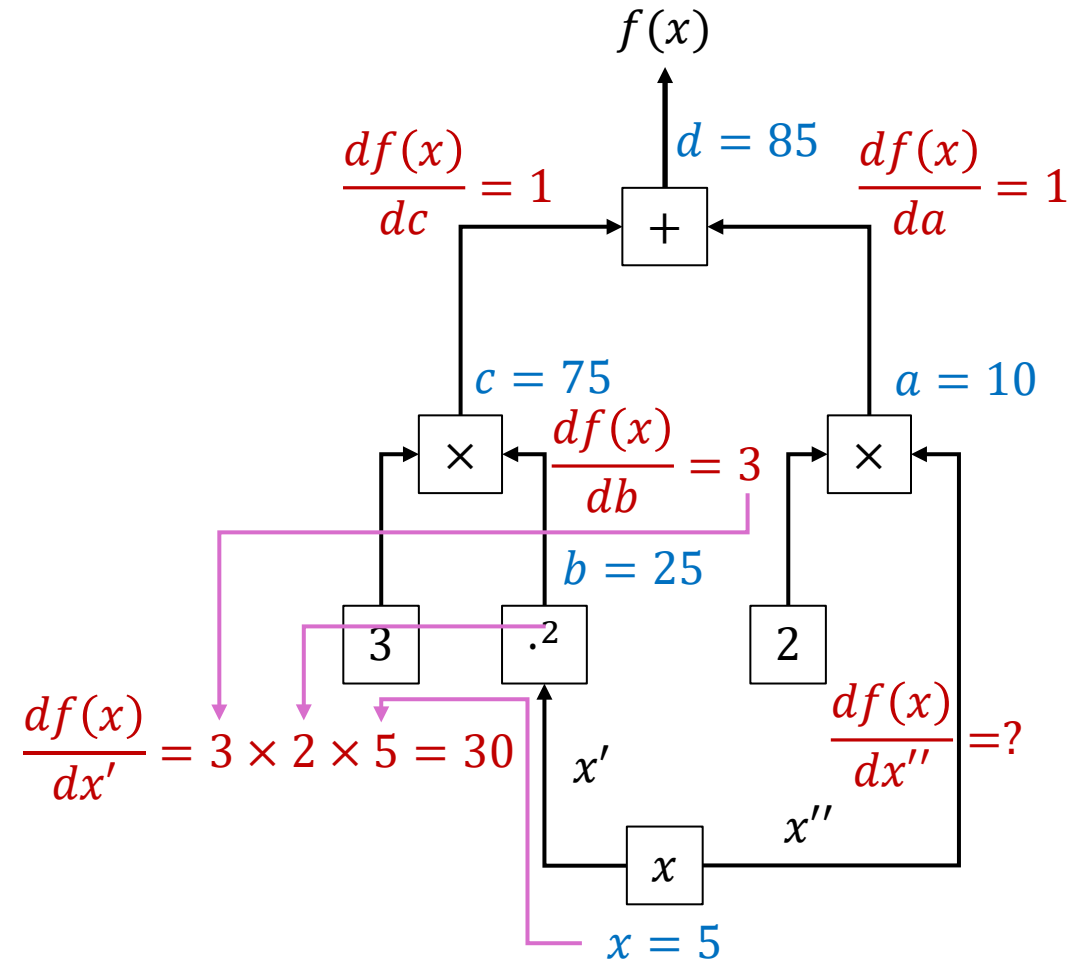 f(x)
d = 85
df(x)/dc = 1
df(x)/da = 1
+
c = 75
a = 10
×
df(x)/db = 3
×
b = 25
3
.²
2
df(x)/dx′ = 3 × 2 × 5 = 30
x′
df(x)/dx″ =?
x″
x
x = 5